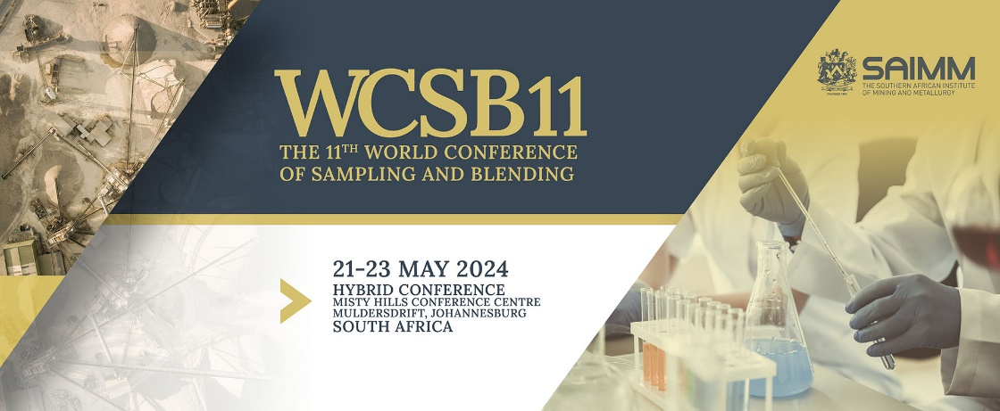 WCSB11
THE 11TH WORLD CONFERENCE
OF SAMPLING AND BLENDING
SAIMM
THE SOUTHERN AFRICAN INSTITUTE
OF MINING AND METALLURGY
21-23 MAY 2024
HYBRID CONFERENCE
MISTY HILLS CONFERENCE CENTRE
MULDERSDRIFT, JOHANNESBURG
SOUTH AFRICA